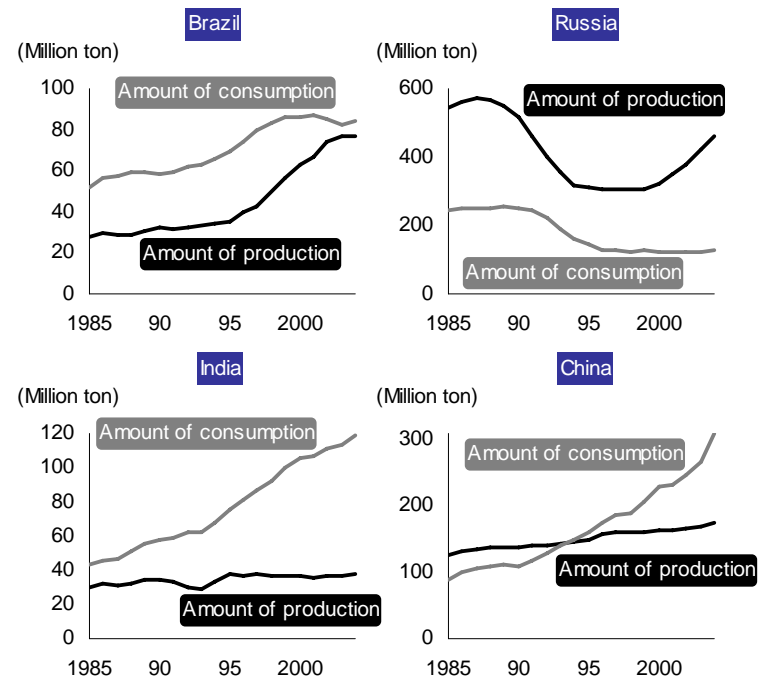 Brazil
(Million ton)
100
80
60
40
20
0
Amount of consumption
Amount of production
1985 90 95 2000
Russia
(Million ton)
600
400
200
0
Amount of production
Amount of consumption
1985 90 95 2000
India
(Million ton)
120
100
80
60
40
20
0
Amount of consumption
Amount of production
1985 90 95 2000
China
(Million ton)
300
200
100
0
Amount of consumption
Amount of production
1985 90 95 2000